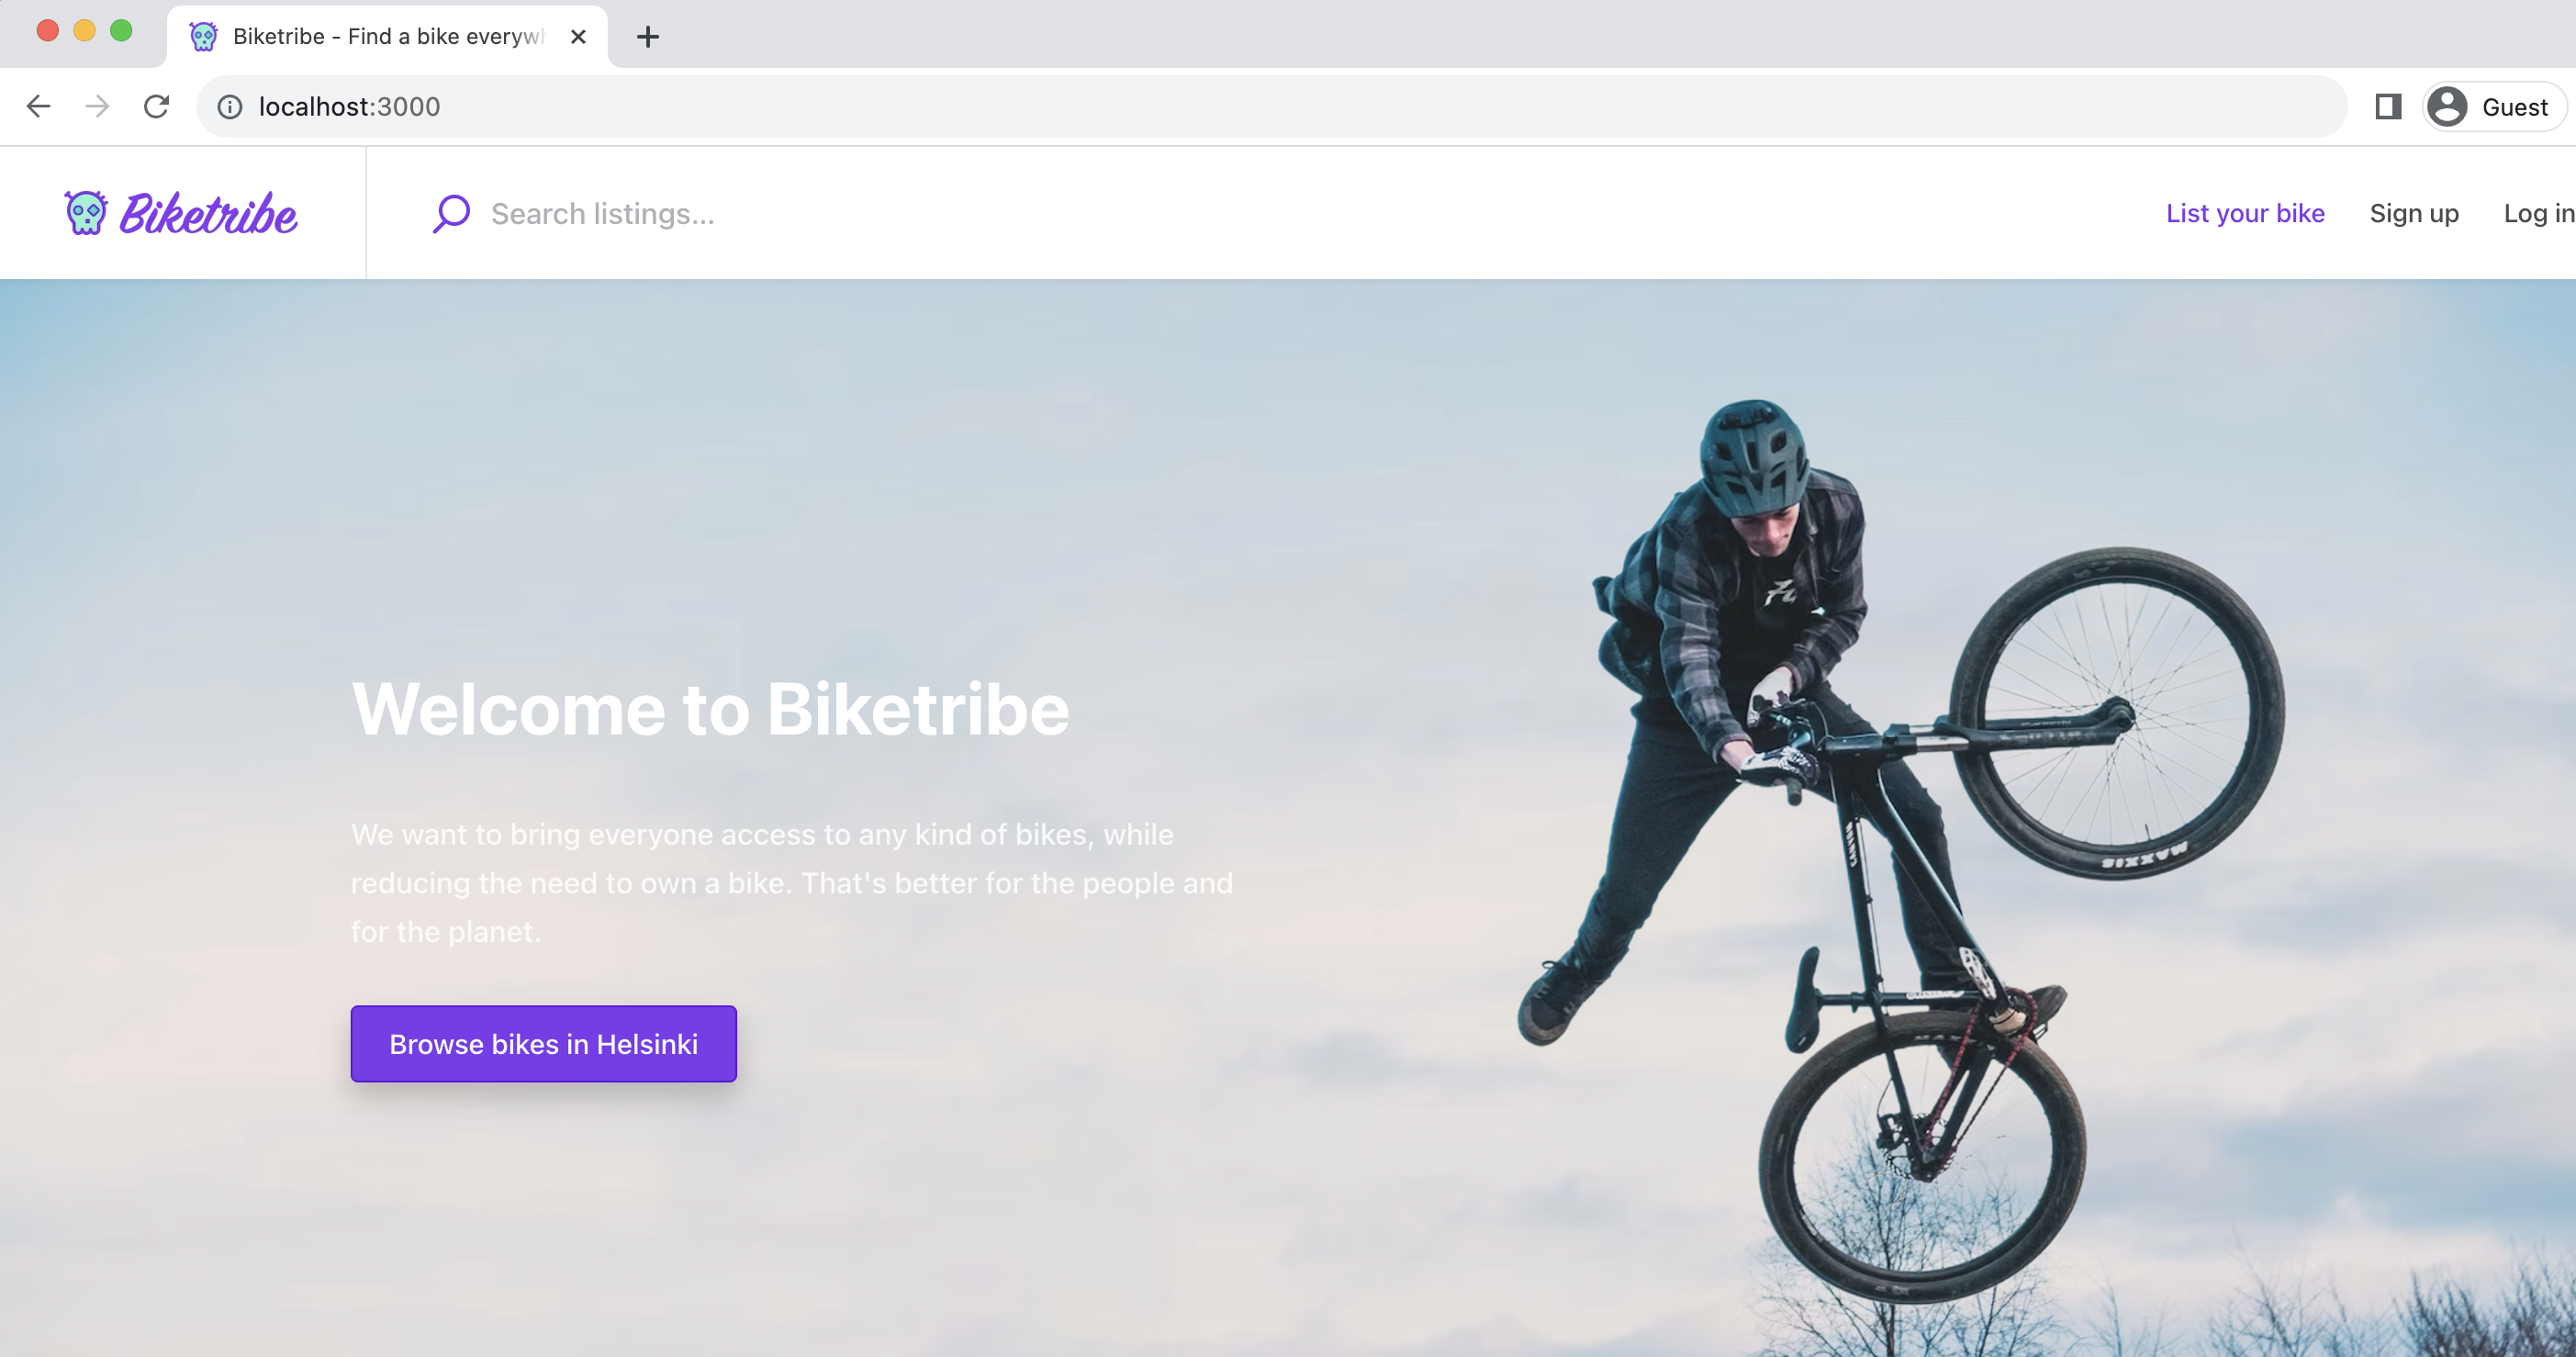 Biketribe - Find a bike everywh
localhost:3000
Guest
Biketribe
Search listings...
List your bike
Sign up
Log in
Welcome to Biketribe
We want to bring everyone access to any kind of bikes, while
reducing the need to own a bike. That's better for the people and
for the planet.
Browse bikes in Helsinki
MAXXIS